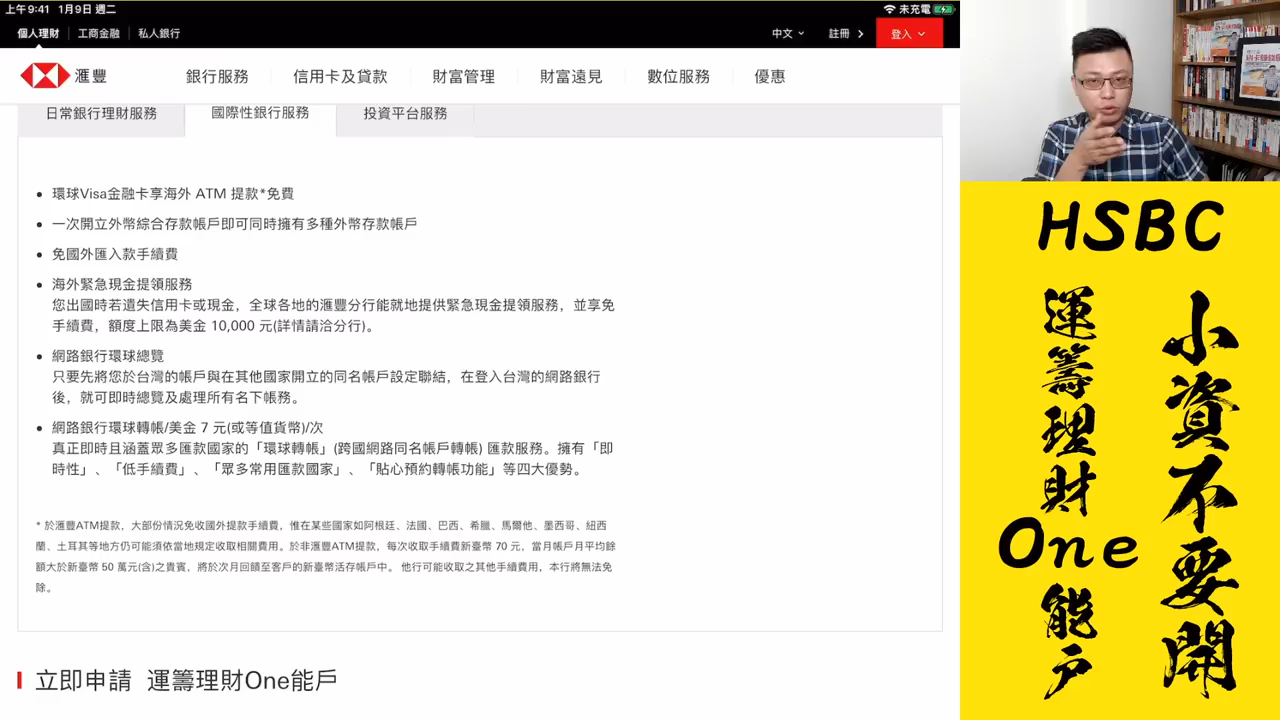 上午9:41 1月9日 週二
未充電
個人理財 工商金融 私人銀行
中文 註冊 登入
滙豐 銀行服務 信用卡及貸款 財富管理 財富遠見 數位服務 優惠
日常銀行理財服務 國際性銀行服務 投資平台服務
環球Visa金融卡享海外 ATM 提款*免費
一次開立外幣綜合存款帳戶即可同時擁有多種外幣存款帳戶
免國外匯入款手續費
海外緊急現金提領服務
您出國時若遺失信用卡或現金，全球各地的滙豐分行能就地提供緊急現金提領服務，並享免
手續費，額度上限為美金 10,000 元(詳情請洽分行)。
網路銀行環球總覽
只要先將您於台灣的帳戶與在其他國家開立的同名帳戶設定聯結，在登入台灣的網路銀行
後，就可即時總覽及處理所有名下帳務。
網路銀行環球轉帳/美金 7 元(或等值貨幣)/次
真正即時且涵蓋眾多匯款國家的「環球轉帳」(跨國網路同名帳戶轉帳) 匯款服務。擁有「即
時性」、「低手續費」、「眾多常用匯款國家」、「貼心預約轉帳功能」等四大優勢。
* 於滙豐ATM提款，大部份情況免收國外提款手續費，惟在某些國家如阿根廷、法國、巴西、希臘、馬爾他、墨西哥、紐西
蘭、土耳其等地方仍可能須依當地規定收取相關費用。於非滙豐ATM提款，每次收取手續費新臺幣 70 元，當月帳戶月平均餘
額大於新臺幣 50 萬元(含)之貴賓，將於次月回饋至客戶的新臺幣活存帳戶中。 他行可能收取之其他手續費用，本行將無法免
除。
立即申請 運籌理財One能戶
HSBC
運籌理財One能戶
小資不要開